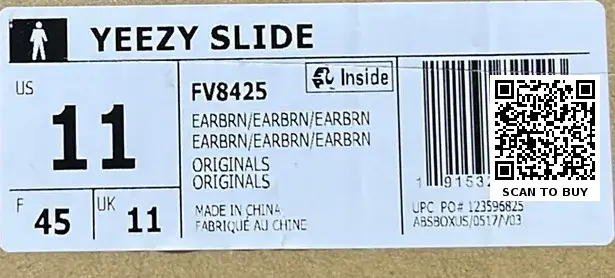 YEEZY SLIDE
US
11
F
45
UK
11
FV8425
Inside
EARBRN/EARBRN/EARBRN
EARBRN/EARBRN/EARBRN
ORIGINALS
ORIGINALS
MADE IN CHINA
FABRIQUÉ AU CHINE
SCAN TO BUY
UPC PO# 123596825
ABSBOXUS/0517/V03